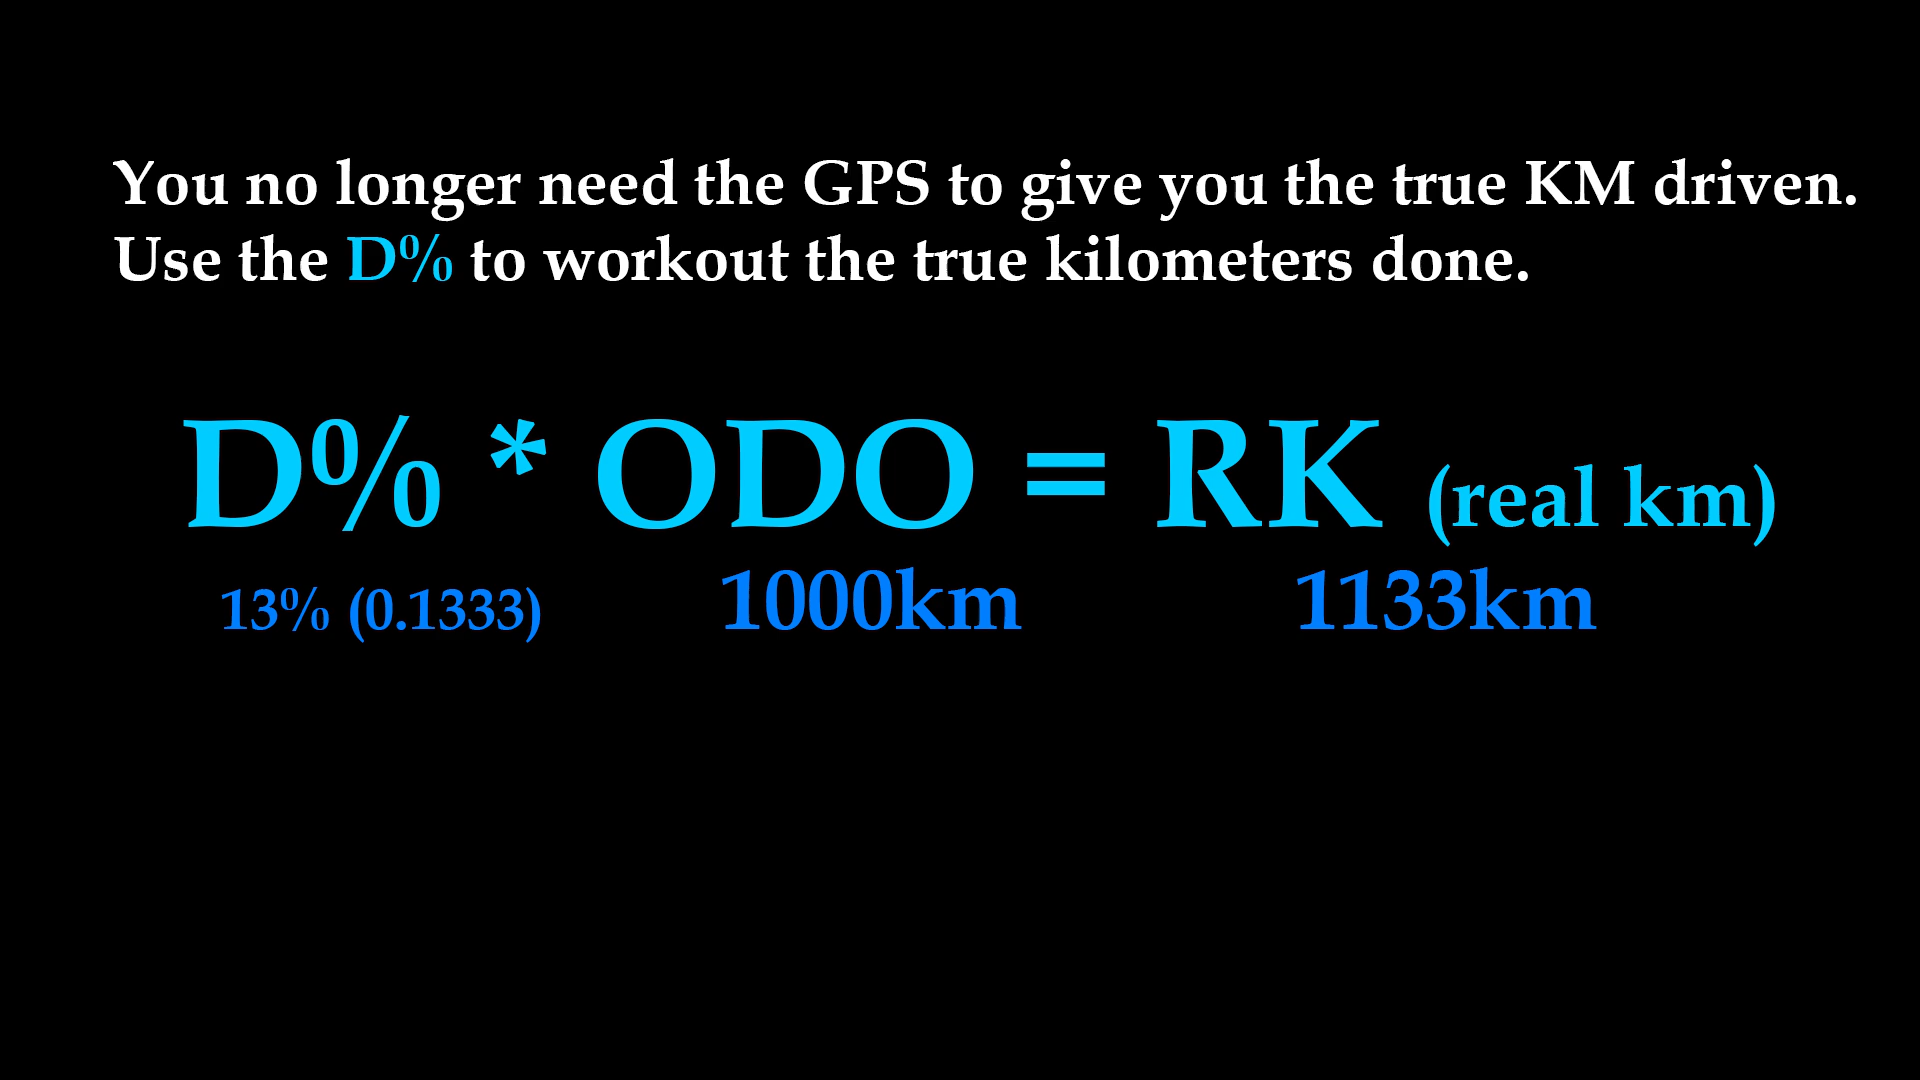 You no longer need the GPS to give you the true KM driven.
Use the D% to workout the true kilometers done.
D% * ODO = RK (real km)
13% (0.1333) 1000km 1133km